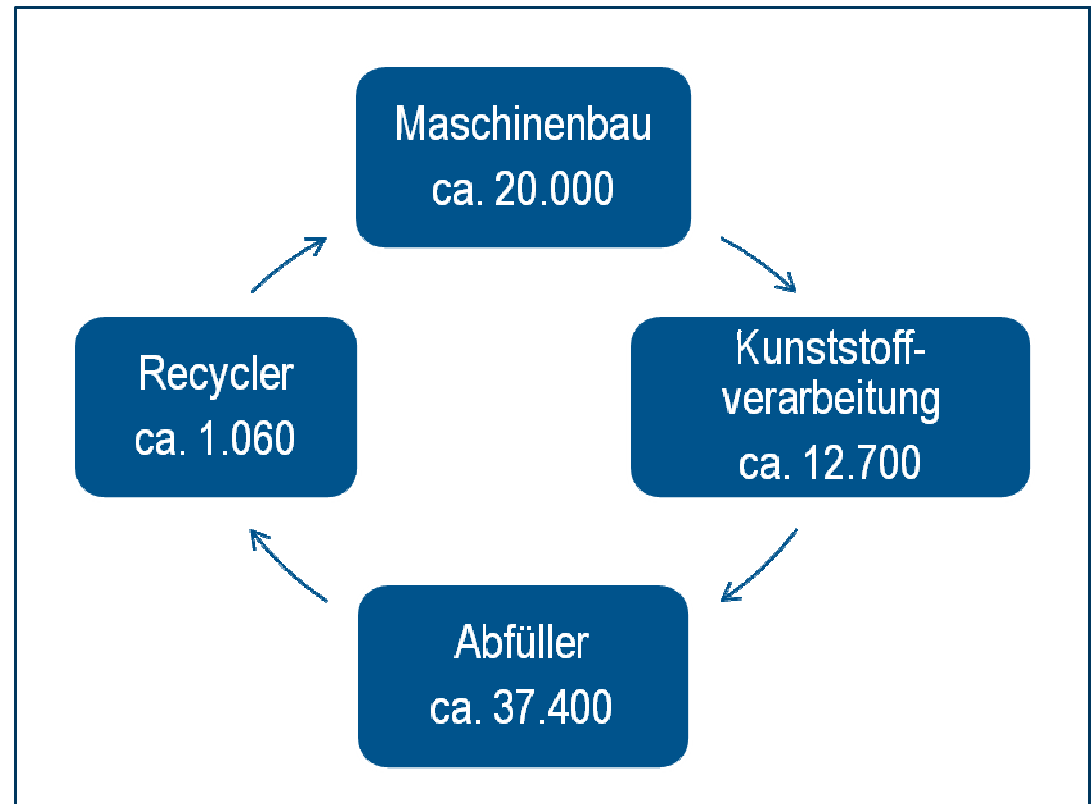 Maschinenbau
ca. 20.000
Recycler
ca. 1.060
Kunststoff-
verarbeitung
ca. 12.700
Abfüller
ca. 37.400